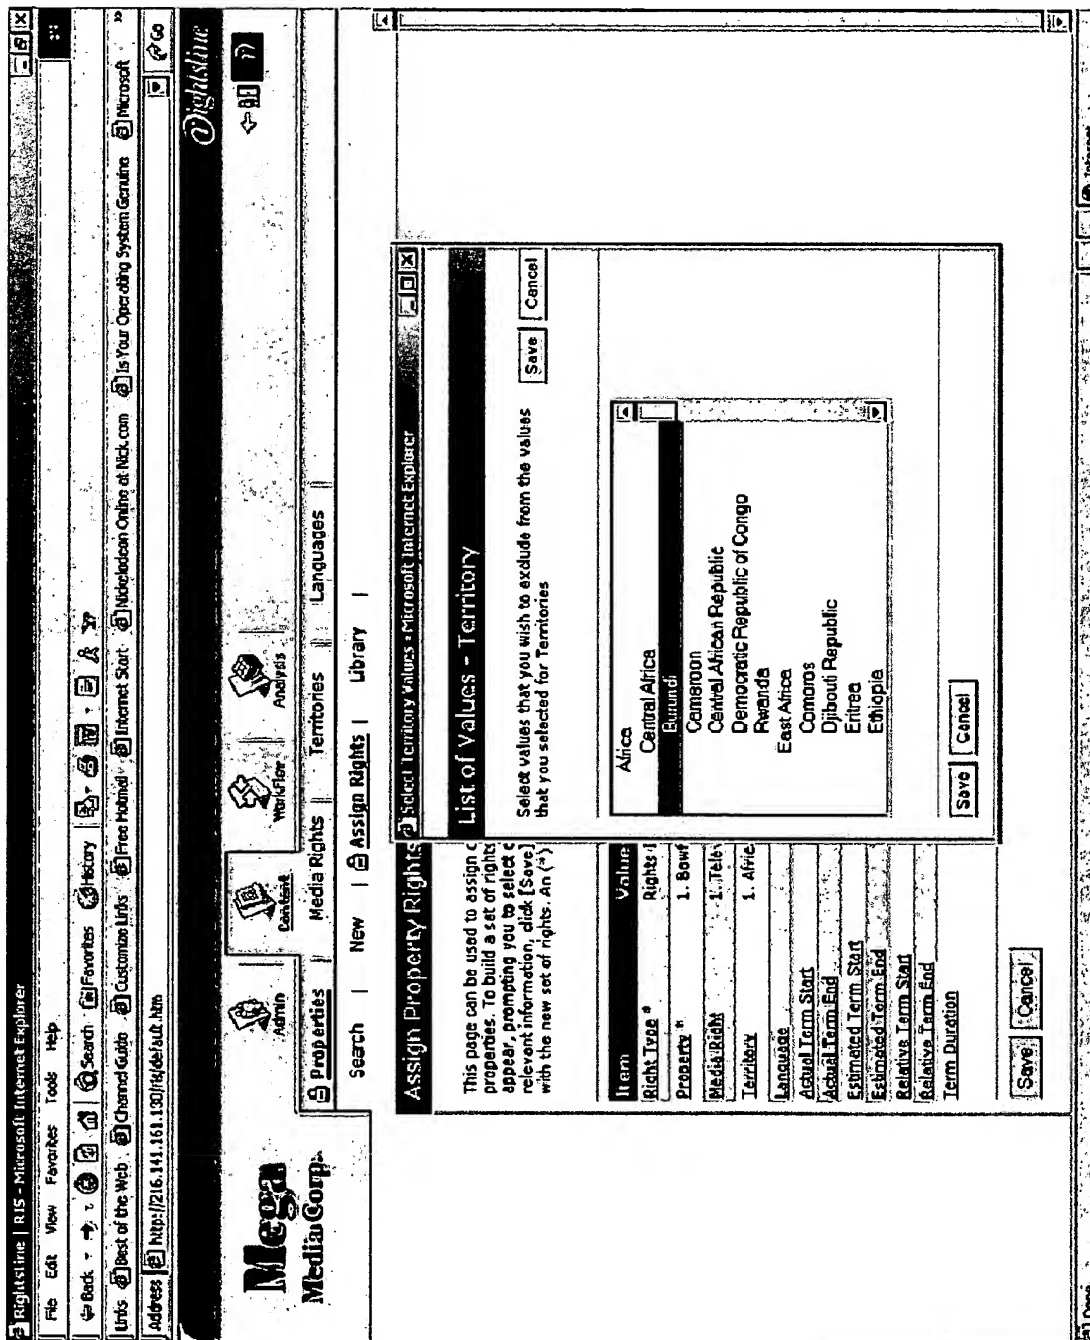 Rightsline | RIS - Microsoft Internet Explorer
File Edit View Favorites Tools Help
Back Search Favorites History
Links Best of the Web Channel Guide Customize Links Free Hotmail Internet Start Nickelodeon Online at Nick.com Is Your Operating System Genuine Microsoft »
Address http://216.141.161.130/ris/default.htm Go
Rightsline
Mega
MediaCorp.
Admin Content Workflow Analysis
Properties Media Rights Territories Languages
Search | New | Assign Rights | Library |
Assign Property Rights
This page can be used to assign
properties. To build a set of rights
appear, prompting you to select
relevant information, click [Save]
with the new set of rights. An (*)
Item Value
Right Type * Rights
Property * 1. Bowf
Media Right 1. Telev
Territory 1. Afric
Language
Actual Term Start
Actual Term End
Estimated Term Start
Estimated Term End
Relative Term Start
Relative Term End
Term Duration
Save Cancel
Select Territory Values - Microsoft Internet Explorer
List of Values - Territory
Select values that you wish to exclude from the values
that you selected for Territories
Save Cancel
Africa
Central Africa
Burundi
Cameroon
Central African Republic
Democratic Republic of Congo
Rwanda
East Africa
Comoros
Djibouti Republic
Eritrea
Ethiopia
Save Cancel
Internet